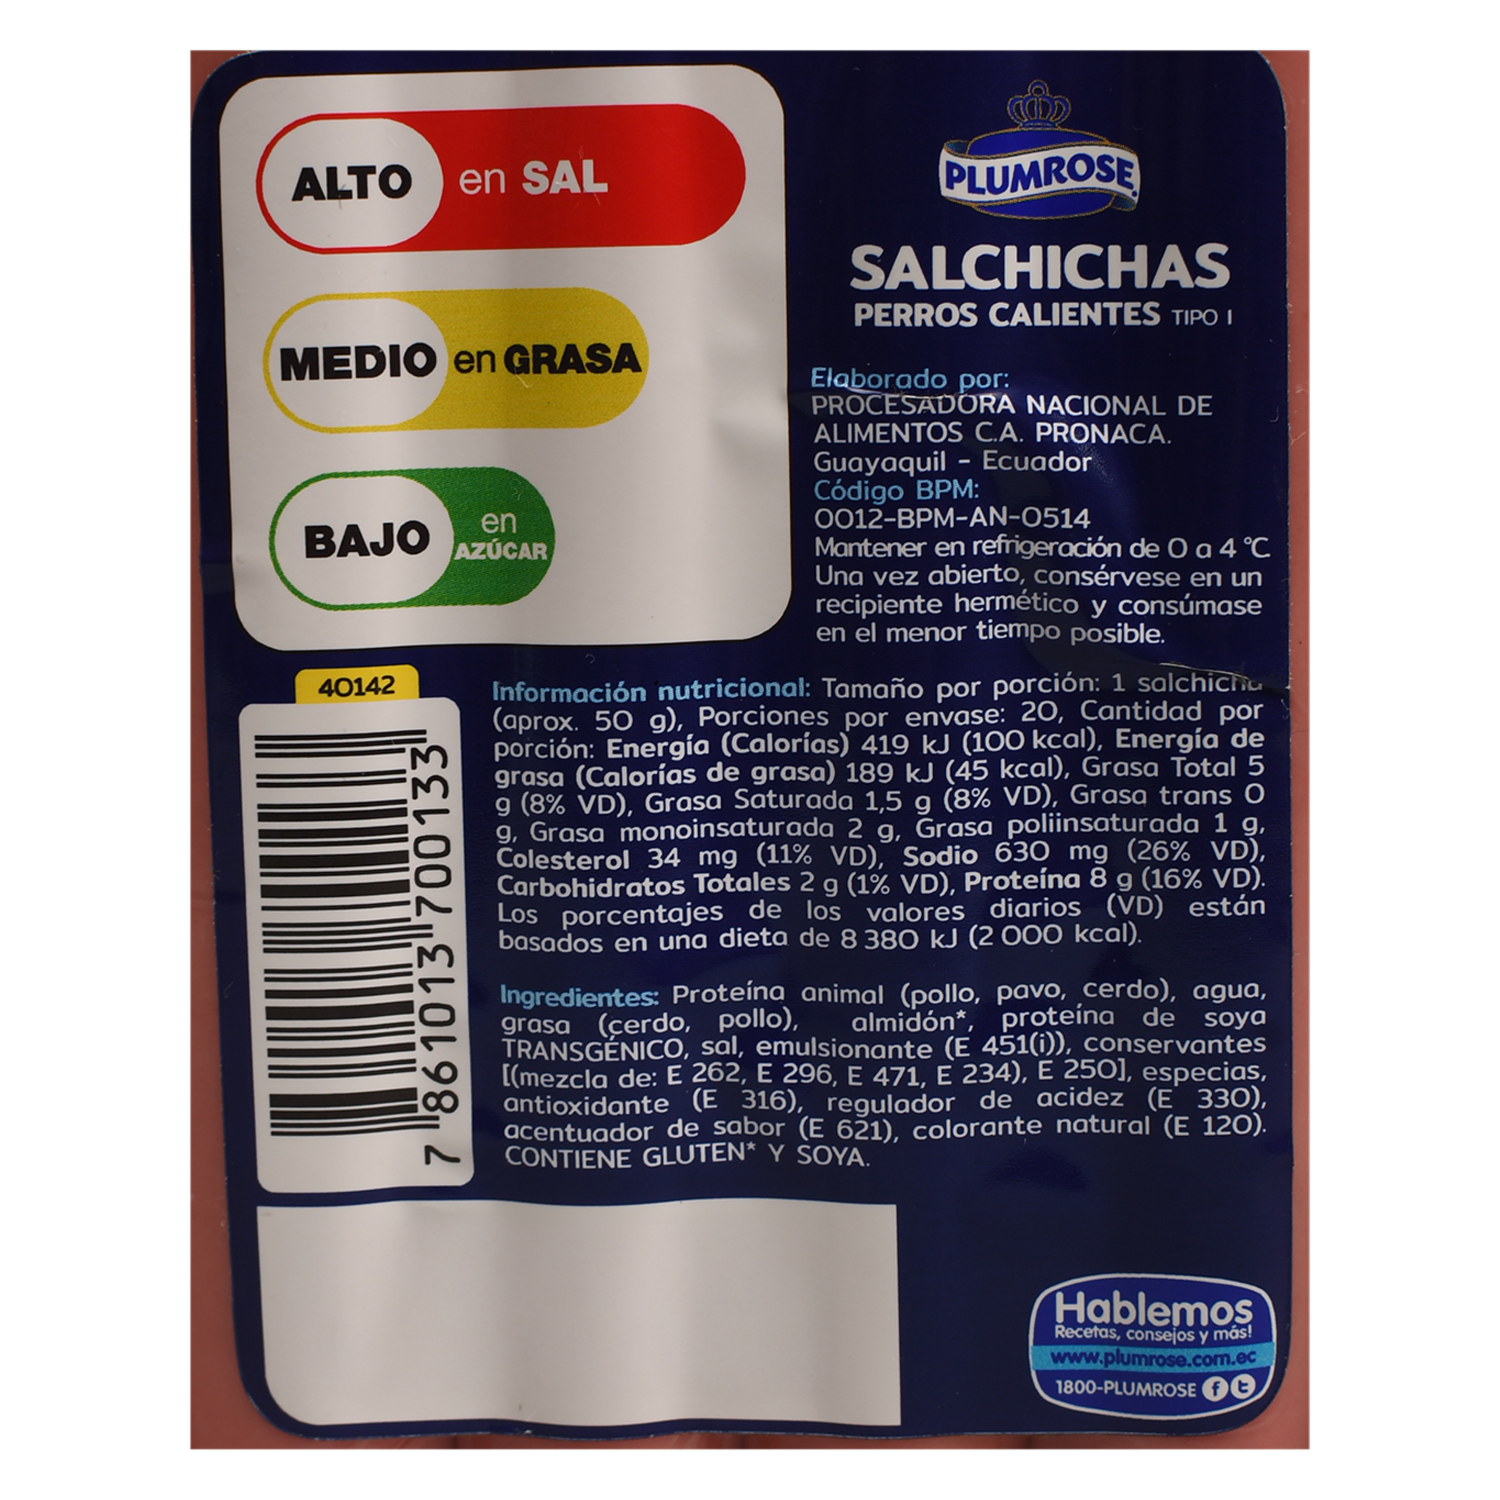 ALTO en SAL
MEDIO en GRASA
BAJO en
AZÚCAR
PLUMROSE
SALCHICHAS
PERROS CALIENTES TIPO I
Elaborado por:
PROCESADORA NACIONAL DE
ALIMENTOS C.A. PRONACA.
Guayaquil - Ecuador
Código BPM:
0012-BPM-AN-0514
Mantener en refrigeración de 0 a 4 °C
Una vez abierto, consérvese en un
recipiente hermético y consúmase
en el menor tiempo posible.
40142
7 861013 700133
Información nutricional: Tamaño por porción: 1 salchicha
(aprox. 50 g), Porciones por envase: 20, Cantidad por
porción: Energía (Calorías) 419 kJ (100 kcal), Energía de
grasa (Calorías de grasa) 189 kJ (45 kcal), Grasa Total 5
g (8% VD), Grasa Saturada 1,5 g (8% VD), Grasa trans 0
g, Grasa monoinsaturada 2 g, Grasa poliinsaturada 1 g,
Colesterol 34 mg (11% VD), Sodio 630 mg (26% VD),
Carbohidratos Totales 2 g (1% VD), Proteína 8 g (16% VD).
Los porcentajes de los valores diarios (VD) están
basados en una dieta de 8 380 kJ (2 000 kcal).
Ingredientes: Proteína animal (pollo, pavo, cerdo), agua,
grasa (cerdo, pollo), almidón*, proteína de soya
TRANSGÉNICO, sal, emulsionante (E 451(i)), conservantes
[(mezcla de: E 262, E 296, E 471, E 234), E 250], especias,
antioxidante (E 316), regulador de acidez (E 330),
acentuador de sabor (E 621), colorante natural (E 120).
CONTIENE GLUTEN* Y SOYA.
Hablemos
Recetas, consejos y más!
www.plumrose.com.ec
1800-PLUMROSE